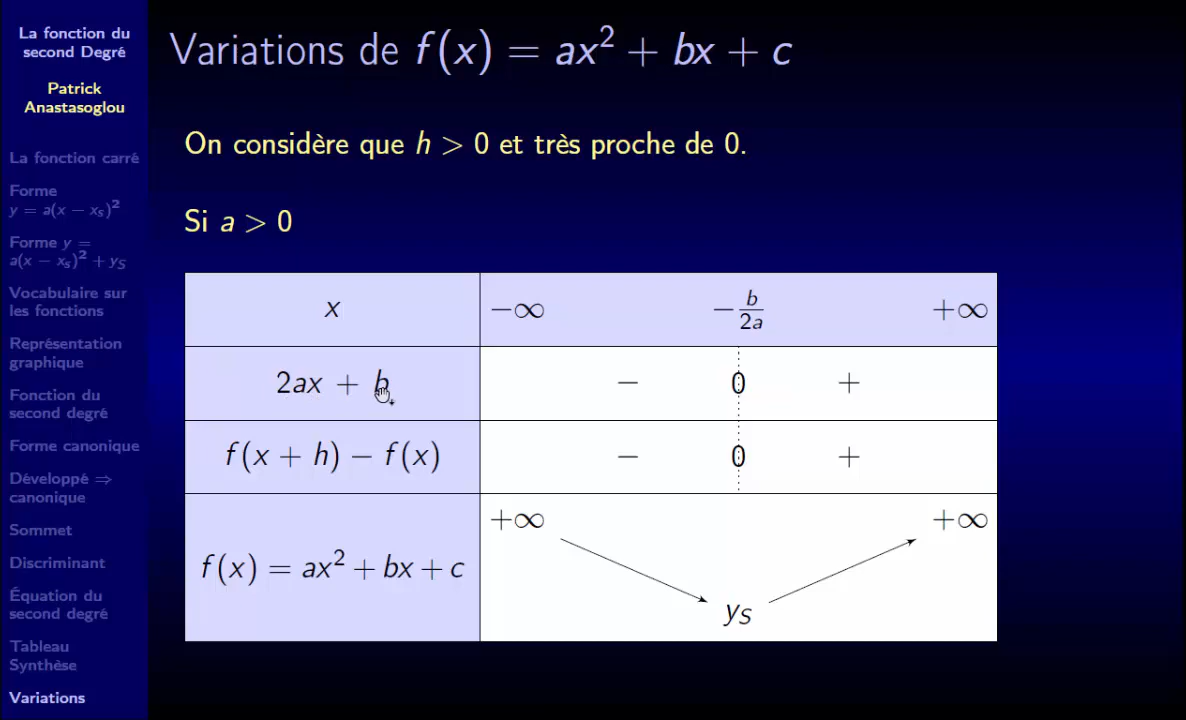 La fonction du
second Degré
Patrick
Anastasoglou
La fonction carré
Forme
y = a(x − xₛ)²
Forme y =
a(x − xₛ)² + y_S
Vocabulaire sur
les fonctions
Représentation
graphique
Fonction du
second degré
Forme canonique
Développé ⇒
canonique
Sommet
Discriminant
Équation du
second degré
Tableau
Synthèse
Variations
Variations de f(x) = ax² + bx + c
On considère que h > 0 et très proche de 0.
Si a > 0
x −∞ −b/2a +∞
2ax + b − 0 +
f(x + h) − f(x) − 0 +
+∞ +∞
f(x) = ax² + bx + c
y_S